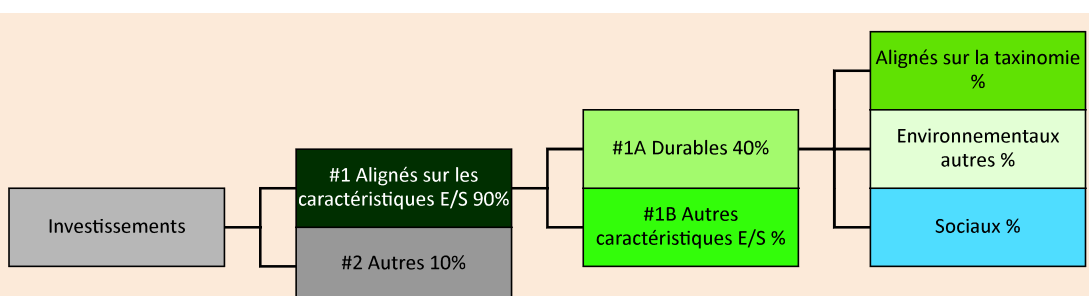 Investissements
#1 Alignés sur les
caractéristiques E/S 90%
#2 Autres 10%
#1A Durables 40%
#1B Autres
caractéristiques E/S %
Alignés sur la taxinomie
%
Environnementaux
autres %
Sociaux %